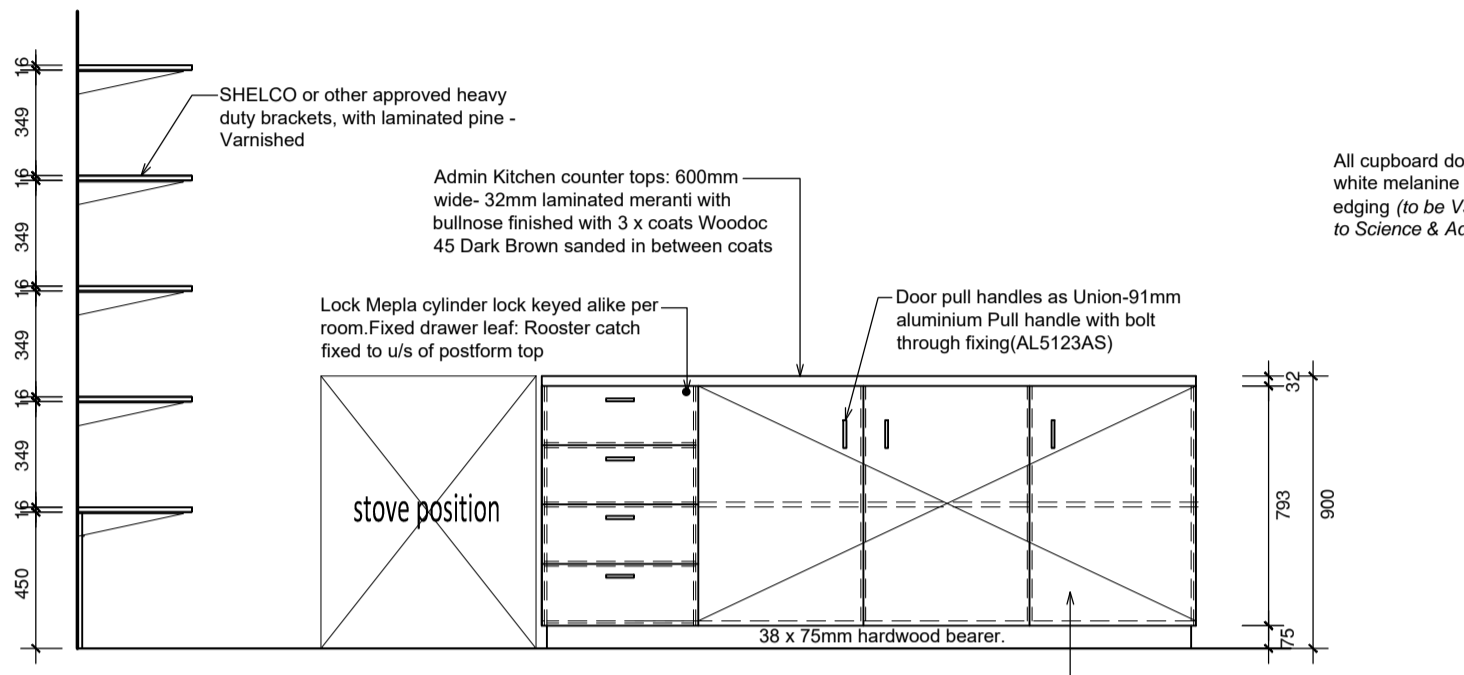 SHELCO or other approved heavy
duty brackets, with laminated pine -
Varnished
Admin Kitchen counter tops: 600mm
wide- 32mm laminated meranti with
bullnose finished with 3 x coats Woodoc
45 Dark Brown sanded in between coats
Lock Mepla cylinder lock keyed alike per
room.Fixed drawer leaf: Rooster catch
fixed to u/s of postform top
Door pull handles as Union-91mm
aluminium Pull handle with bolt
through fixing(AL5123AS)
All cupboard do
white melanine
edging (to be V
to Science & Ad
stove position
38 x 75mm hardwood bearer.
16
349
16
349
16
349
16
349
16
450
32
793
900
75